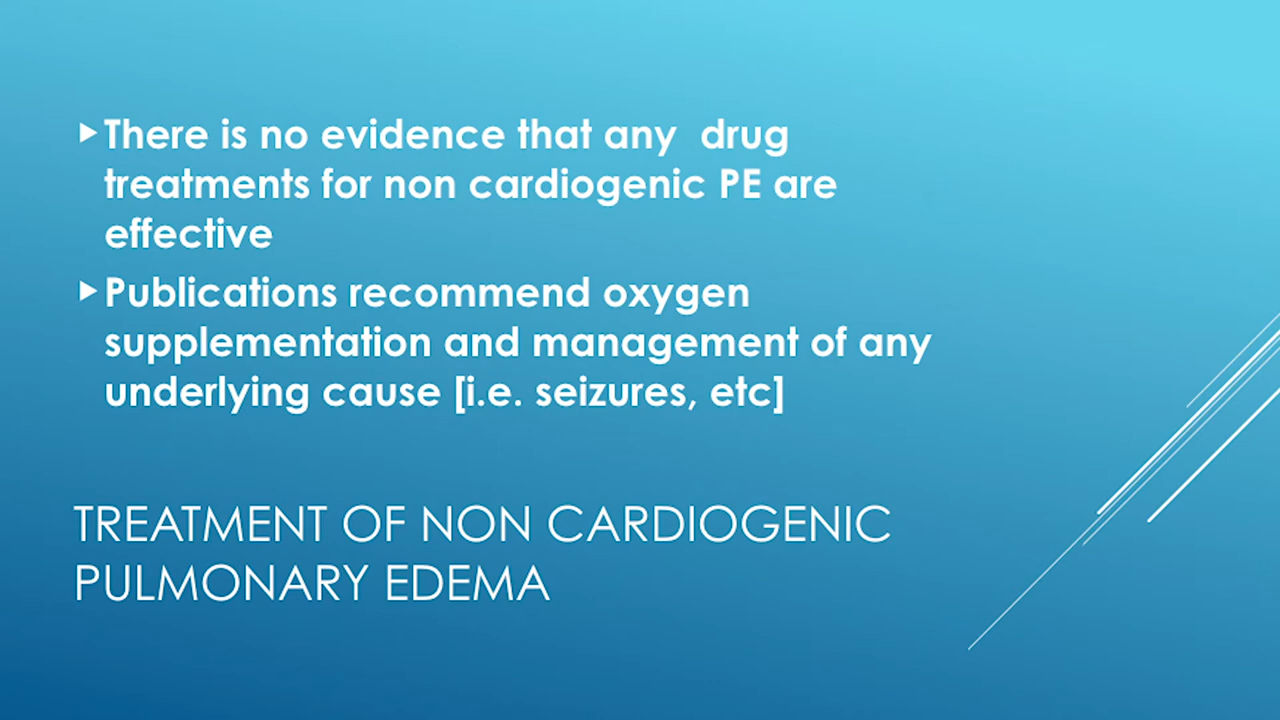 There is no evidence that any  drug
treatments for non cardiogenic PE are
effective
Publications recommend oxygen
supplementation and management of any
underlying cause [i.e. seizures, etc]
TREATMENT OF NON CARDIOGENIC
PULMONARY EDEMA